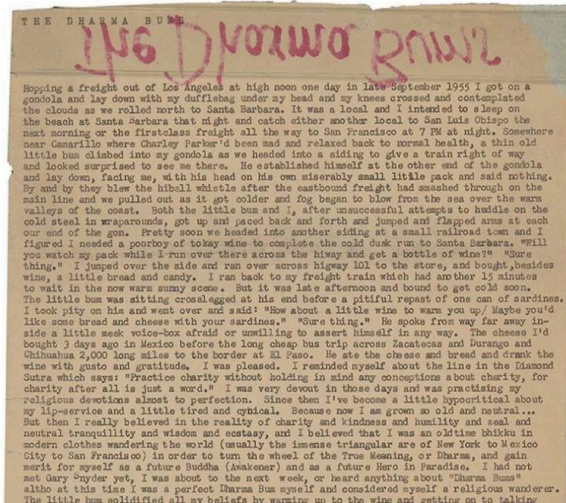 THE DHARMA BUMS
The Dharma Bums
Hopping a freight out of Los Angeles at high noon one day in late September 1955 I got on a
gondola and lay down with my dufflebag under my head and my knees crossed and contemplated
the clouds as we rolled north to Santa Barbara. It was a local and I intended to sleep on
the beach at Santa Barbara that night and catch either another local to San Luis Obispo the
next morning or the firstclass freight all the way to San Francisco at 7 PM at night. Somewhere
near Camarillo where Charley Parker'd been mad and relaxed back to normal health, a thin old
little bum climbed into my gondola as we headed into a siding to give a train right of way
and looked surprised to see me there. He established himself at the other end of the gondola
and lay down, facing me, with his head on his own miserably small little pack and said nothing.
By and by they blew the hiball whistle after the eastbound freight had smashed through on the
main line and we pulled out as it got colder and fog began to blow from the sea over the warm
valleys of the coast. Both the little bum and I, after unsuccessful attempts to huddle on the
cold steel in wraparounds, got up and paced back and forth and jumped and flapped arms at each
our end of the gon. Pretty soon we headed into another siding at a small railroad town and I
figured I needed a poorboy of tokay wine to complete the cold dusk run to Santa Barbara. "Will
you watch my pack while I run over there across the hiway and get a bottle of wine?" "Sure
thing." I jumped over the side and ran over across higwy 101 to the store, and bought,besides
wine, a little bread and candy. I ran back to my freight train which had another 15 minutes
to wait in the now warm sunny scene. But it was late afternoon and bound to get cold soon.
The little bum was sitting crosslegged at his end before a pitiful repast of one can of sardines.
I took pity on him and went over and said: "How about a little wine to warm you up/ Maybe you'd
like some bread and cheese with your sardines." "Sure thing." He spoke from way far away in-
side a little meek voice-box afraid or unwilling to assert himself in any way. The cheese I'd
bought 3 days ago in Mexico before the long cheap bus trip across Zacatecas and Durango and
Chihuahua 2,000 long miles to the border at El Paso. He ate the cheese and bread and drank the
wine with gusto and gratitude. I was pleased. I reminded myself about the line in the Diamond
Sutra which says: "Practice charity without holding in mind any conceptions about charity, for
charity after all is just a word." I was very devout in those days and was practising my
religious devotions almost to perfection. Since then I've become a little hypocritical about
my lip-service and a little tired and cybical. Because now I am grown so old and neutral...
But then I really believed in the reality of charity and kindness and humility and zeal and
neutral tranquility and wisdom and ecstasy, and I believed that I was an oldtime bhikku in
modern clothes wandering the world (usually the immense triangular arc of New York to Mexico
City to San Francisco) in order to turn the wheel of the True Meaning, or Dharma, and gain
merit for myself as a future Buddha (Awakener) and as a future Hero in Paradise. I had not
met Gary Snyder yet, I was about to the next week, or heard anything about "Dharma Bums"
altho at this time I was a perfect Dharma Bum myself and considered myself a religious wanderer.
The little bum solidified all my beliefs by warming up to the wine and getting on to talking